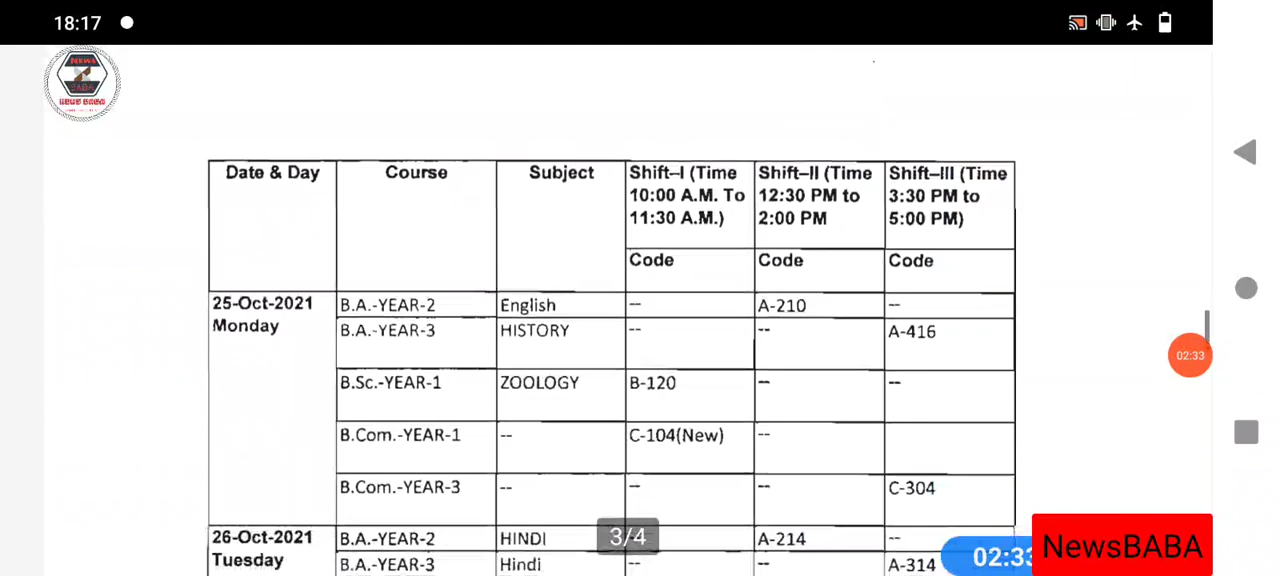 18:17
NEWS
BABA
Date & Day Course Subject Shift–I (Time 10:00 A.M. To 11:30 A.M.) Shift–II (Time 12:30 PM to 2:00 PM Shift–III (Time 3:30 PM to 5:00 PM)
Code Code Code
25-Oct-2021 Monday B.A.-YEAR-2 English -- A-210 --
B.A.-YEAR-3 HISTORY -- -- A-416
B.Sc.-YEAR-1 ZOOLOGY B-120 -- --
B.Com.-YEAR-1 -- C-104(New) --
B.Com.-YEAR-3 -- -- -- C-304
26-Oct-2021 Tuesday B.A.-YEAR-2 HINDI A-214 --
B.A.-YEAR-3 Hindi -- -- A-314
3/4
02:33
02:33
NewsBABA